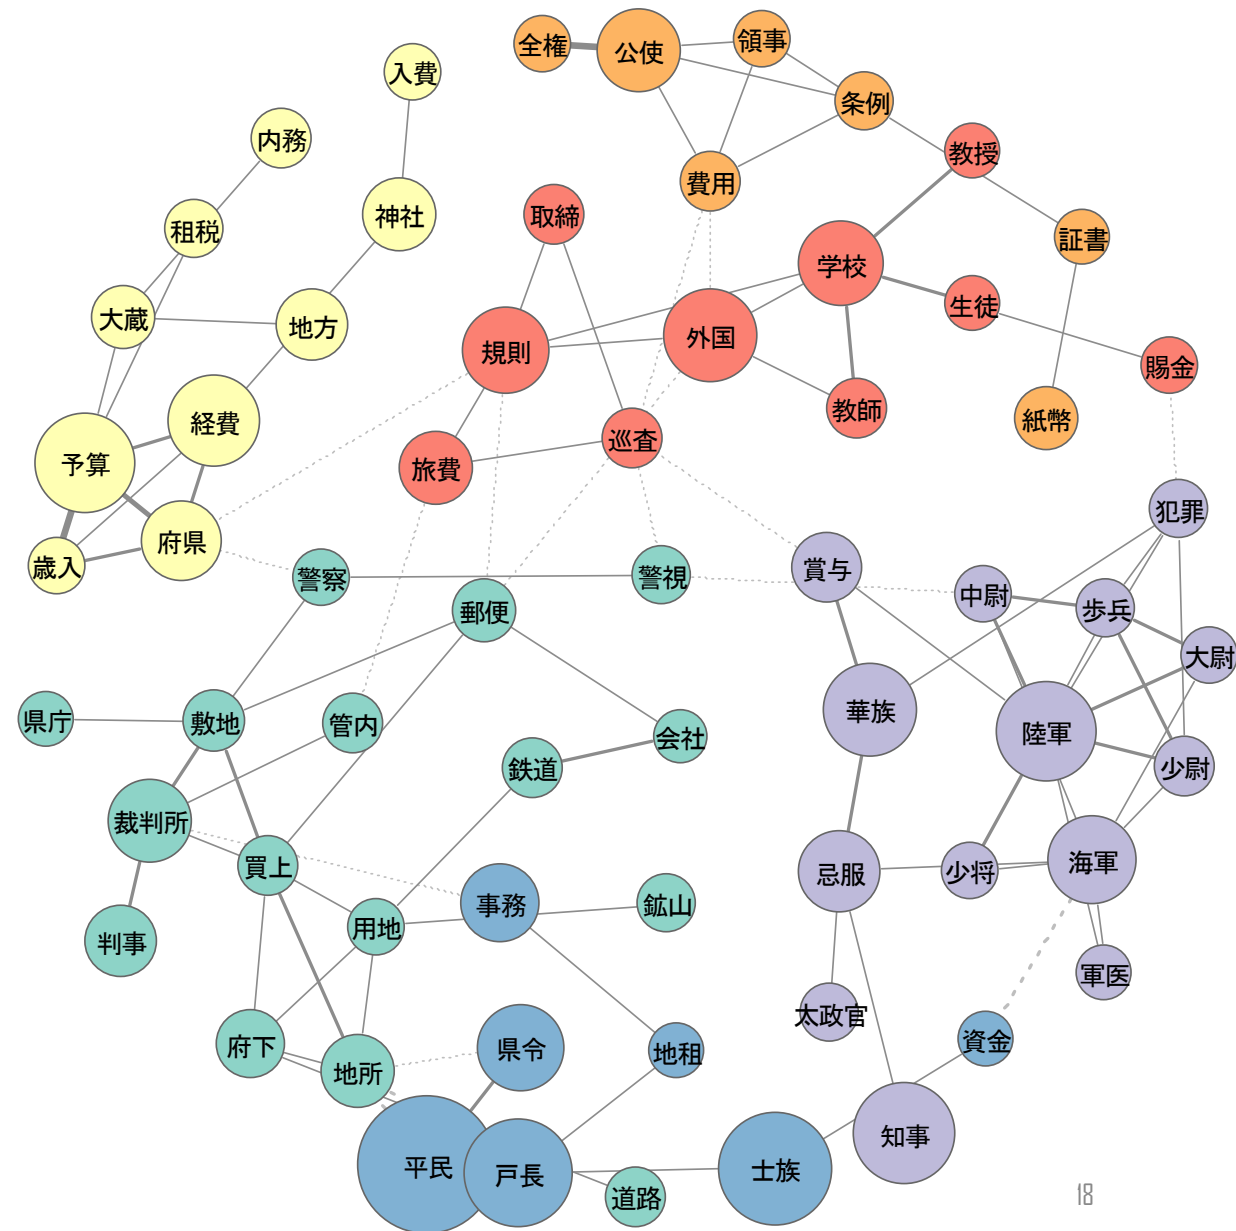 全権
公使
領事
入費
条例
内務
教授
費用
神社
取締
租税
証書
学校
生徒
大蔵
地方
外国
規則
賜金
教師
紙幣
経費
巡査
予算
旅費
犯罪
府県
歳入
警察
警視
賞与
中尉
歩兵
郵便
大尉
県庁
敷地
管内
会社
華族
陸軍
鉄道
少尉
裁判所
買上
忌服
少将
海軍
事務
鉱山
用地
判事
軍医
太政官
資金
府下
県令
地租
地所
知事
平民
戸長
士族
道路
18